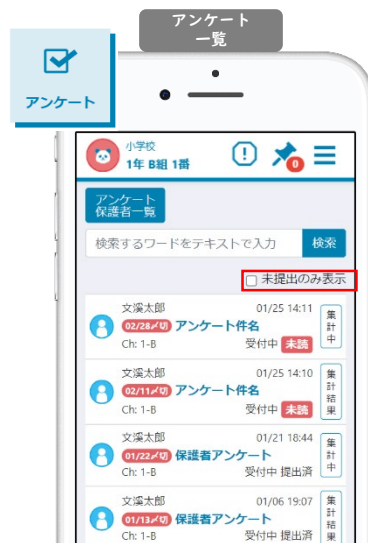 アンケート
一覧
アンケート
小学校
1年 B組 1番
0
アンケート
保護者一覧
検索するワードをテキストで入力 検索
未提出のみ表示
文溪太郎 01/25 14:11
02/28〆切 アンケート件名
Ch: 1-B 受付中 未読
集計中
文溪太郎 01/25 14:10
02/11〆切 アンケート件名
Ch: 1-B 受付中 未読
集計結果
文溪太郎 01/21 18:44
01/22〆切 保護者アンケート
Ch: 1-B 受付中 提出済
集計中
文溪太郎 01/06 19:07
01/13〆切 保護者アンケート
Ch: 1-B 受付中 提出済
集計結果